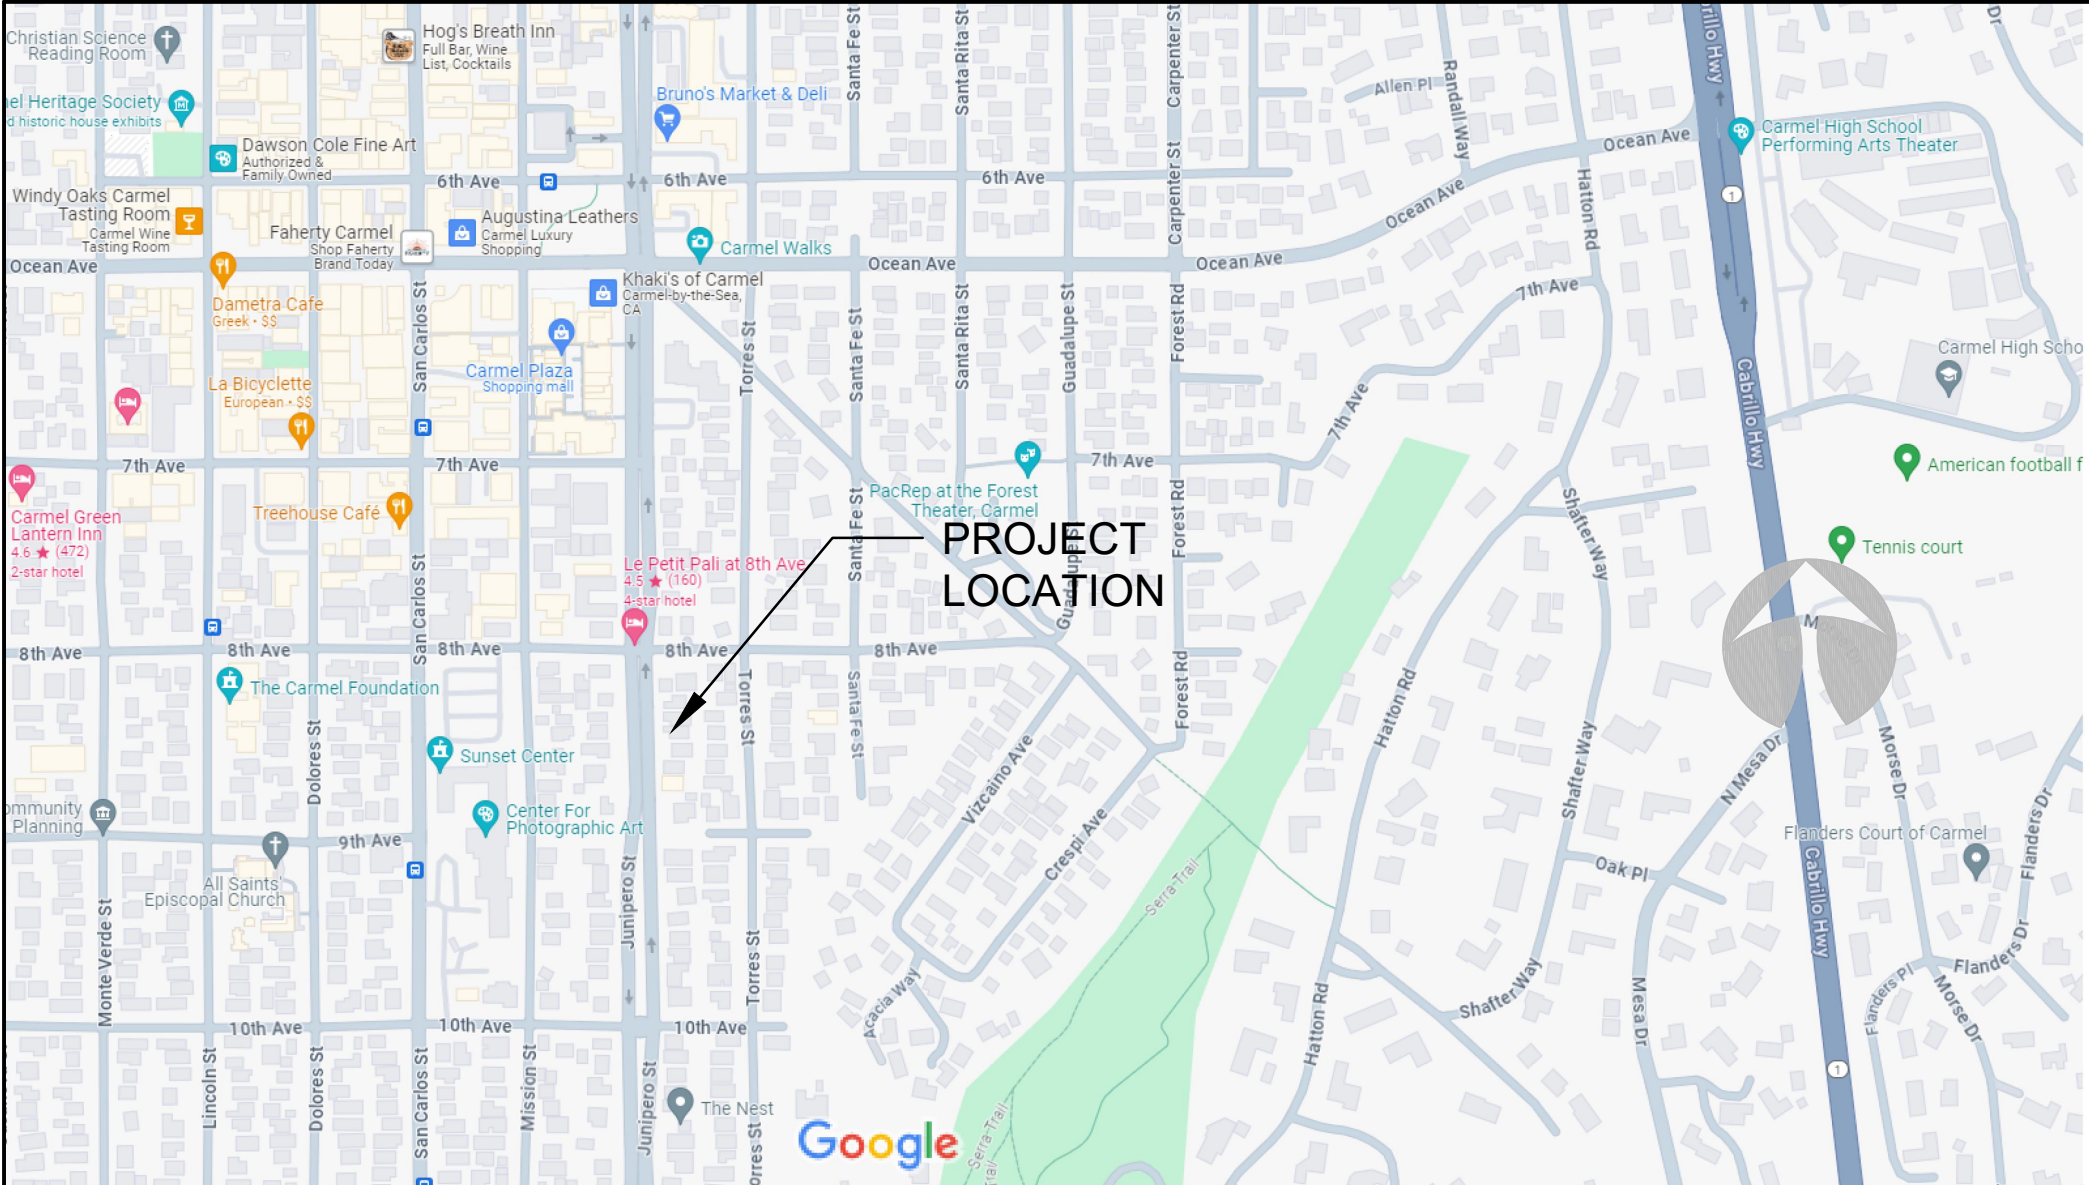 Christian Science
Reading Room
Hog's Breath Inn
Full Bar, Wine
List, Cocktails
Santa Fe St
Santa Rita St
Carpenter St
Cabrillo Hwy
Dr
Bruno's Market & Deli
Allen Pl
Randall Way
Heritage Society
historic house exhibits
Dawson Cole Fine Art
Authorized &
Family Owned
Ocean Ave
Carmel High School
Performing Arts Theater
1
6th Ave
6th Ave
6th Ave
Carpenter St
Hatton Rd
Windy Oaks Carmel
Tasting Room
Carmel Wine
Tasting Room
Faherty Carmel
Shop Faherty
Brand Today
Augustina Leathers
Carmel Luxury
Shopping
Carmel Walks
Ocean Ave
Ocean Ave
Ocean Ave
Ocean Ave
Khaki's of Carmel
Carmel-by-the-Sea,
CA
7th Ave
Dametra Cafe
Greek • $$
San Carlos St
Torres St
Santa Fe St
Santa Rita St
Guadalupe St
Forest Rd
Carmel Plaza
Shopping mall
La Bicyclette
European • $$
Carmel High Scho
Cabrillo Hwy
7th Ave
7th Ave
7th Ave
7th Ave
American football f
PacRep at the Forest
Theater, Carmel
Santa Fe St
Forest Rd
Shafter Way
Treehouse Café
Carmel Green
Lantern Inn
4.6 ★ (472)
2-star hotel
PROJECT
LOCATION
Guadalupe St
Tennis court
Le Petit Pali at 8th Ave
4.5 ★ (160)
4-star hotel
San Carlos St
8th Ave
8th Ave
8th Ave
8th Ave
8th Ave
The Carmel Foundation
Torres St
Santa Fe St
Forest Rd
Hatton Rd
Dolores St
Sunset Center
Vizcaino Ave
Shafter Way
N Mesa Dr
Morse Dr
Planning
Center For
Photographic Art
Crespi Ave
Flanders Court of Carmel
Flanders Dr
9th Ave
Oak Pl
Cabrillo Hwy
All Saints'
Episcopal Church
Serra Trail
Monte Verde St
Junipero St
Torres St
Acacia Way
Shafter Way
Flanders Dr
Flanders Pl
Morse Dr
Mesa Dr
Hatton Rd
10th Ave
10th Ave
10th Ave
1
Lincoln St
Dolores St
San Carlos St
Mission St
Junipero St
The Nest
Google
Serra Trail